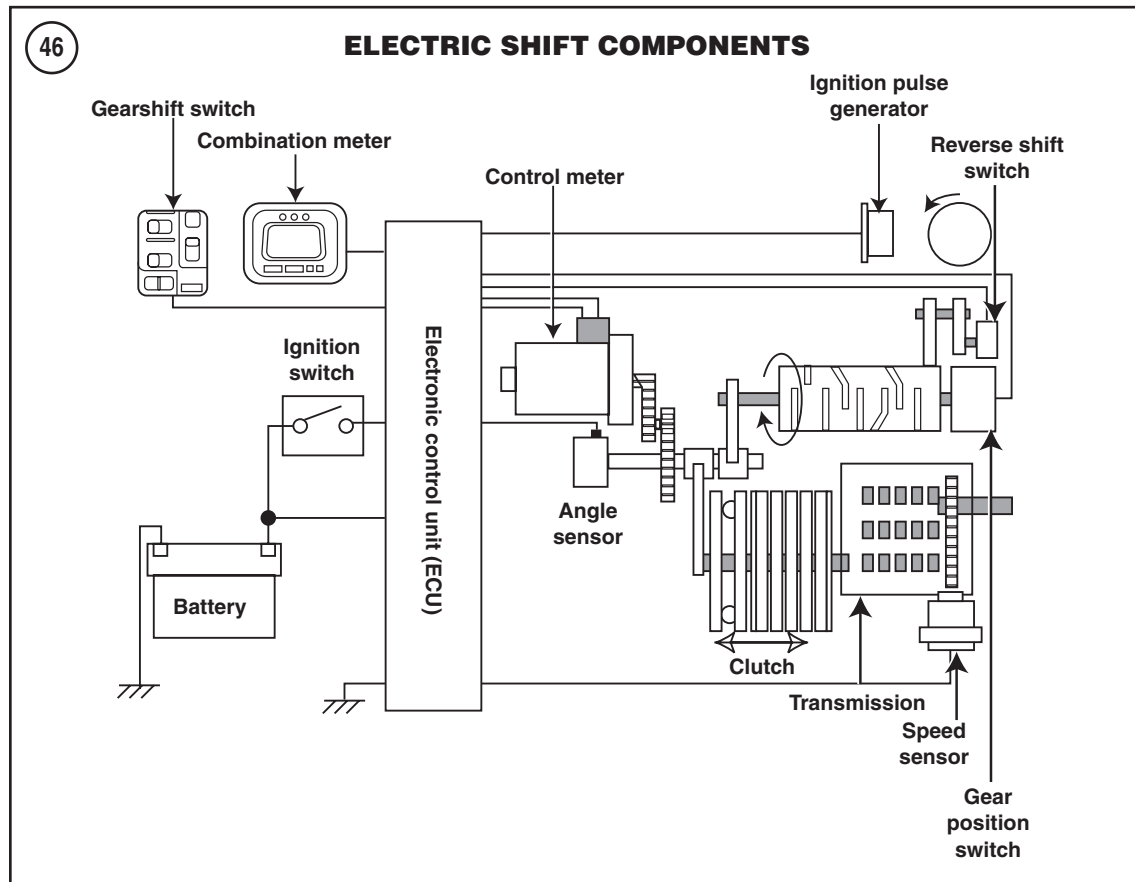 46
ELECTRIC SHIFT COMPONENTS
Gearshift switch
Combination meter
Control meter
Ignition pulse
generator
Reverse shift
switch
Ignition
switch
Electronic control unit (ECU)
Angle
sensor
Battery
Clutch
Transmission
Speed
sensor
Gear
position
switch